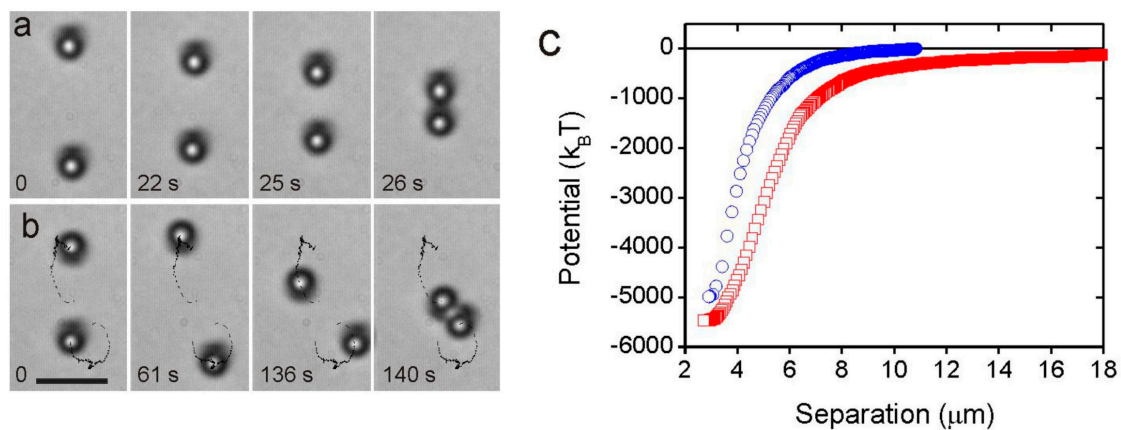 a
0
22 s
25 s
26 s
b
0
61 s
136 s
140 s
C
Potential (k_BT)
0
-1000
-2000
-3000
-4000
-5000
-6000
2 4 6 8 10 12 14 16 18
Separation (μm)